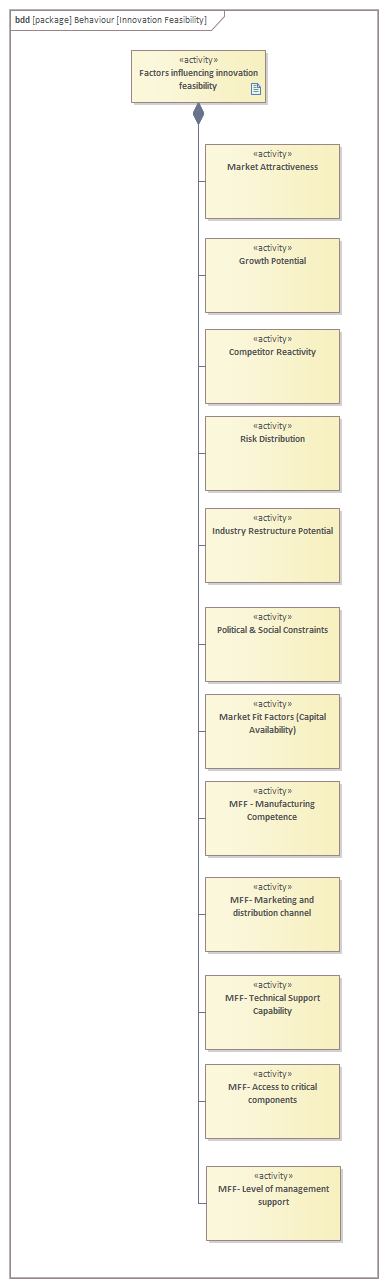 bdd [package] Behaviour [Innovation Feasibility]
«activity»
Factors influencing innovation
feasibility
«activity»
Market Attractiveness
«activity»
Growth Potential
«activity»
Competitor Reactivity
«activity»
Risk Distribution
«activity»
Industry Restructure Potential
«activity»
Political & Social Constraints
«activity»
Market Fit Factors (Capital
Availability)
«activity»
MFF - Manufacturing
Competence
«activity»
MFF- Marketing and
distribution channel
«activity»
MFF- Technical Support
Capability
«activity»
MFF- Access to critical
components
«activity»
MFF- Level of management
support